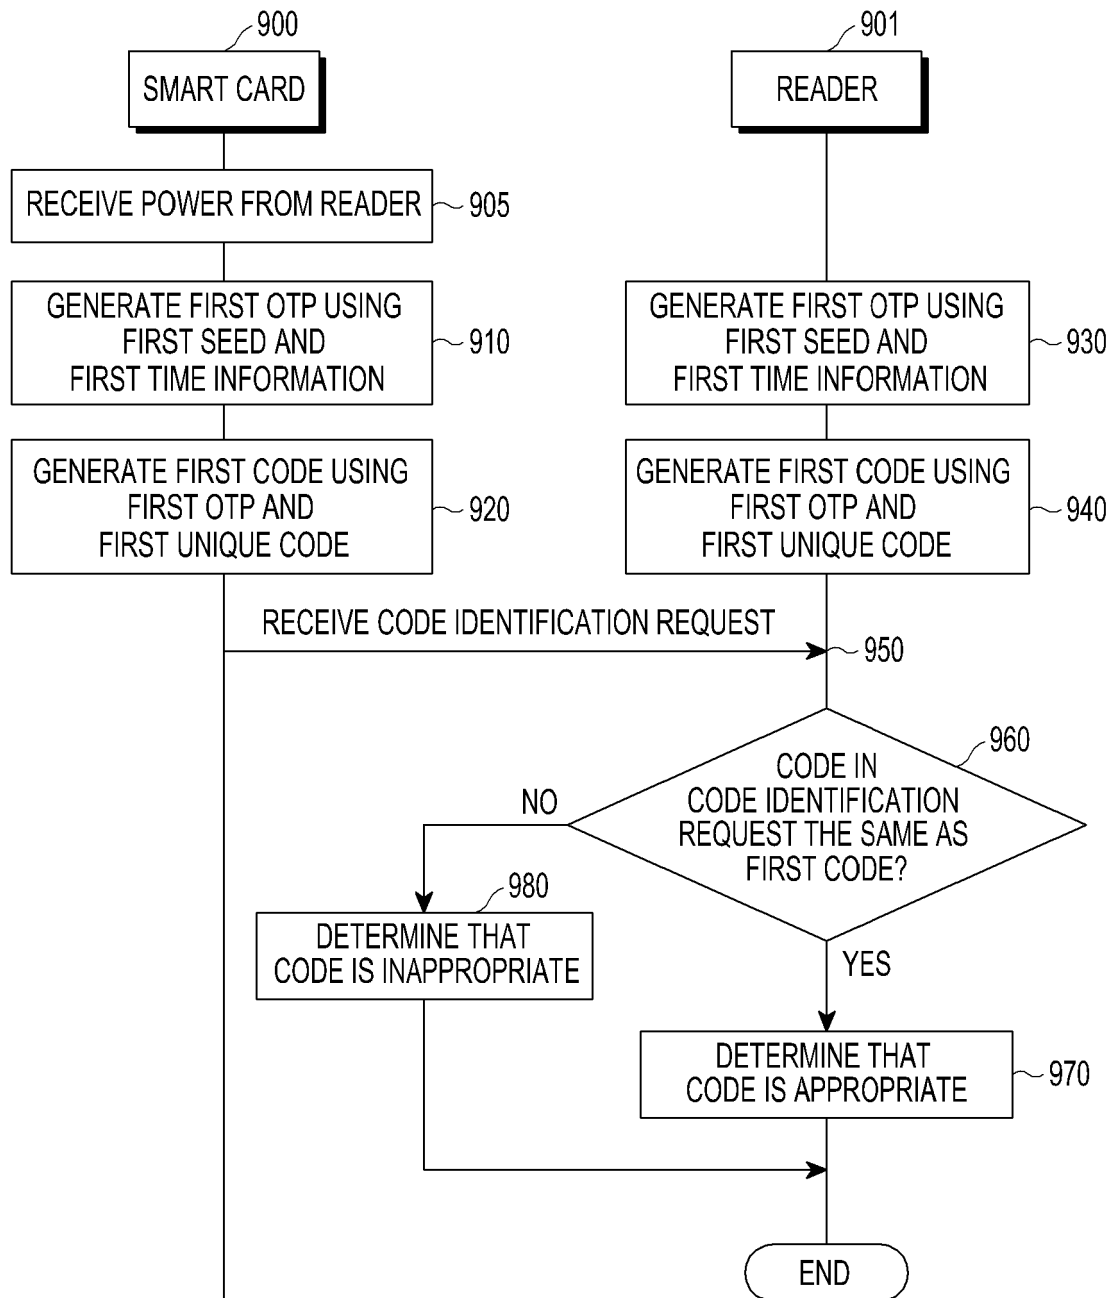 900
901
SMART CARD
READER
RECEIVE POWER FROM READER
905
GENERATE FIRST OTP USING
FIRST SEED AND
FIRST TIME INFORMATION
910
GENERATE FIRST OTP USING
FIRST SEED AND
FIRST TIME INFORMATION
930
GENERATE FIRST CODE USING
FIRST OTP AND
FIRST UNIQUE CODE
920
GENERATE FIRST CODE USING
FIRST OTP AND
FIRST UNIQUE CODE
940
RECEIVE CODE IDENTIFICATION REQUEST
950
960
CODE IN
CODE IDENTIFICATION
REQUEST THE SAME AS
FIRST CODE?
NO
980
DETERMINE THAT
CODE IS INAPPROPRIATE
YES
DETERMINE THAT
CODE IS APPROPRIATE
970
END